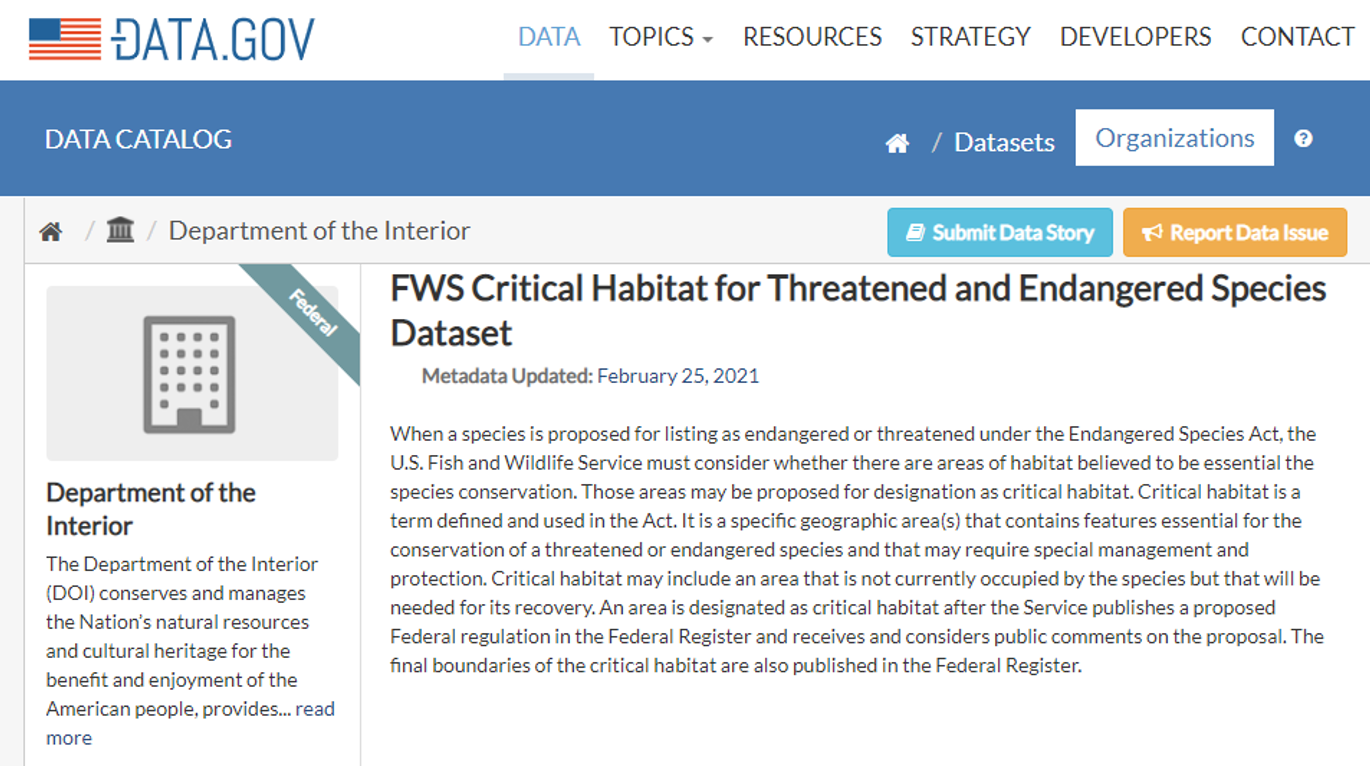 DATA.GOV
DATA TOPICS RESOURCES STRATEGY DEVELOPERS CONTACT
DATA CATALOG
/ Datasets Organizations ?
/ / Department of the Interior
Submit Data Story Report Data Issue
Federal
Department of the
Interior
The Department of the Interior
(DOI) conserves and manages
the Nation's natural resources
and cultural heritage for the
benefit and enjoyment of the
American people, provides... read
more
FWS Critical Habitat for Threatened and Endangered Species
Dataset
Metadata Updated: February 25, 2021
When a species is proposed for listing as endangered or threatened under the Endangered Species Act, the
U.S. Fish and Wildlife Service must consider whether there are areas of habitat believed to be essential the
species conservation. Those areas may be proposed for designation as critical habitat. Critical habitat is a
term defined and used in the Act. It is a specific geographic area(s) that contains features essential for the
conservation of a threatened or endangered species and that may require special management and
protection. Critical habitat may include an area that is not currently occupied by the species but that will be
needed for its recovery. An area is designated as critical habitat after the Service publishes a proposed
Federal regulation in the Federal Register and receives and considers public comments on the proposal. The
final boundaries of the critical habitat are also published in the Federal Register.